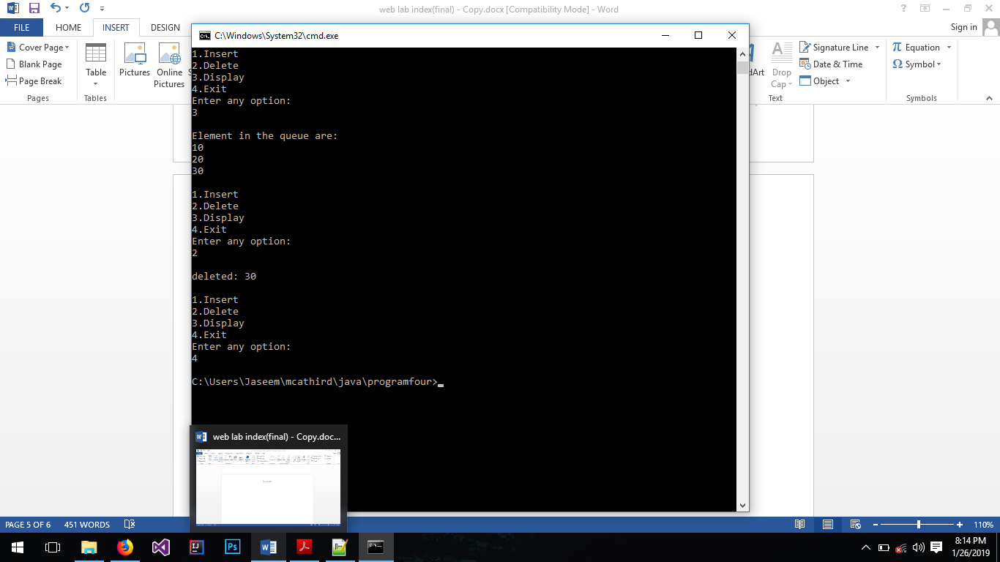 web lab index(final) - Copy.docx [Compatibility Mode] - Word
FILE HOME INSERT DESIGN
Sign in
C:\Windows\System32\cmd.exe
Cover Page
Blank Page
Page Break
Pages
Table
Tables
Pictures
Online
Pictures
dArt
Drop
Cap
Signature Line
Date & Time
Object
Text
Equation
Symbol
Symbols
1.Insert
2.Delete
3.Display
4.Exit
Enter any option:
3
Element in the queue are:
10
20
30
1.Insert
2.Delete
3.Display
4.Exit
Enter any option:
2
deleted: 30
1.Insert
2.Delete
3.Display
4.Exit
Enter any option:
4
C:\Users\Jaseem\mcathird\java\programfour>
web lab index(final) - Copy.doc...
PAGE 5 OF 6 451 WORDS
110%
8:14 PM
1/26/2019